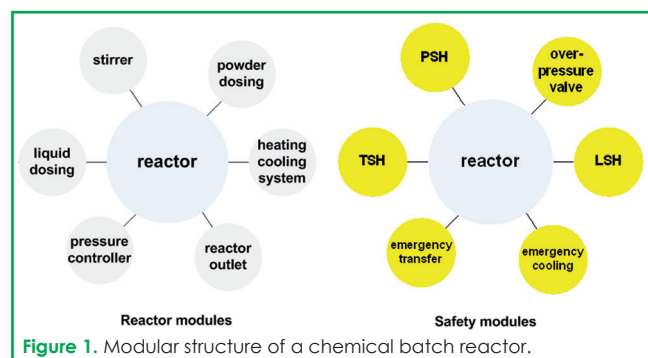 stirrer
powder
dosing
liquid
dosing
reactor
heating
cooling
system
pressure
controller
reactor
outlet
Reactor modules
PSH
over-
pressure
valve
TSH
reactor
LSH
emergency
transfer
emergency
cooling
Safety modules
Figure 1. Modular structure of a chemical batch reactor.